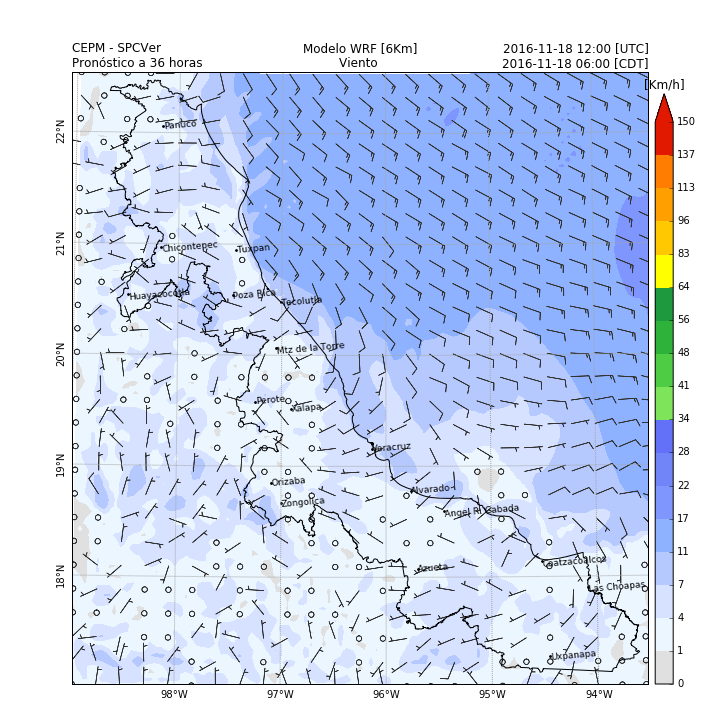 CEPM - SPCVer
Modelo WRF [6Km]
2016-11-18 12:00 [UTC]
Pronóstico a 36 horas
Viento
2016-11-18 06:00 [CDT]
[Km/h]
150
137
113
96
83
64
56
48
41
34
28
22
17
11
7
4
1
0
22°N
21°N
20°N
19°N
18°N
98°W
97°W
96°W
95°W
94°W
Panuco
Chicontepec
Tuxpan
Huayacocotla
Poza Rica
Tecolutla
Mtz de la Torre
Perote
Xalapa
Veracruz
Orizaba
Alvarado
Zongolica
Angel R. Cabada
Azueta
Coatzacoalcos
Las Choapas
Uxpanapa